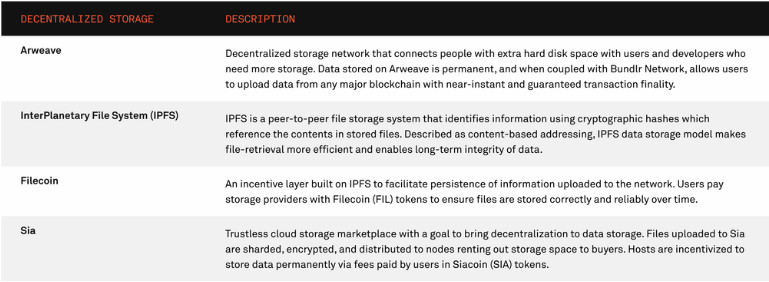 DECENTRALIZED STORAGE DESCRIPTION
Arweave
Decentralized storage network that connects people with extra hard disk space with users and developers who
need more storage. Data stored on Arweave is permanent, and when coupled with Bundlr Network, allows users
to upload data from any major blockchain with near-instant and guaranteed transaction finality.
InterPlanetary File System (IPFS)
IPFS is a peer-to-peer file storage system that identifies information using cryptographic hashes which
reference the contents in stored files. Described as content-based addressing, IPFS data storage model makes
file-retrieval more efficient and enables long-term integrity of data.
Filecoin
An incentive layer built on IPFS to facilitate persistence of information uploaded to the network. Users pay
storage providers with Filecoin (FIL) tokens to ensure files are stored correctly and reliably over time.
Sia
Trustless cloud storage marketplace with a goal to bring decentralization to data storage. Files uploaded to Sia
are sharded, encrypted, and distributed to nodes renting out storage space to buyers. Hosts are incentivized to
store data permanently via fees paid by users in Siacoin (SIA) tokens.